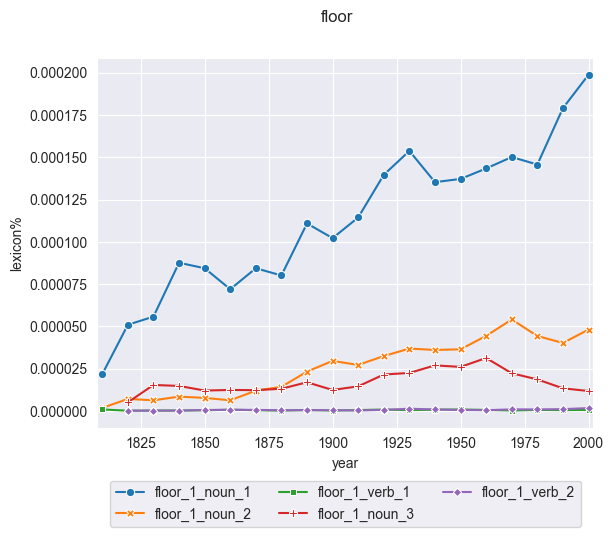 floor
0.000200
0.000175
0.000150
0.000125
0.000100
0.000075
0.000050
0.000025
0.000000
lexicon%
1825 1850 1875 1900 1925 1950 1975 2000
year
floor_1_noun_1 floor_1_verb_1 floor_1_verb_2
floor_1_noun_2 floor_1_noun_3